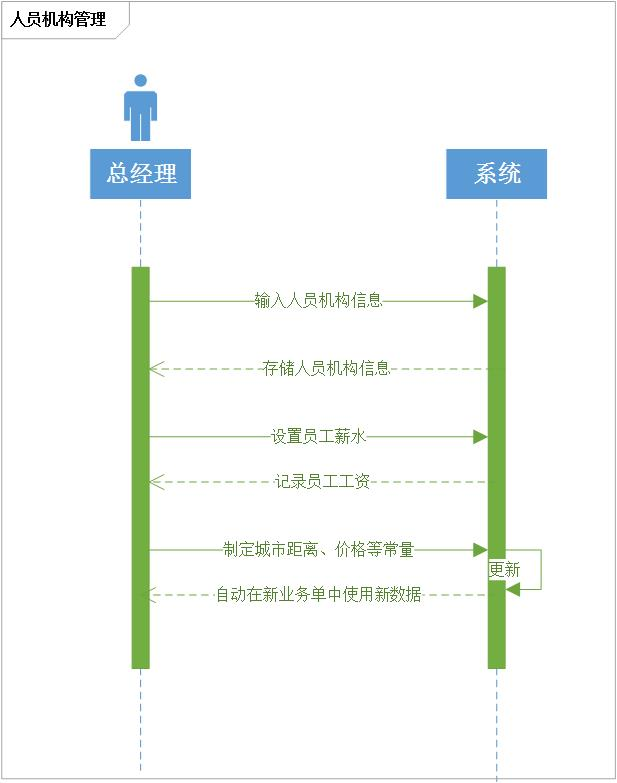 人员机构管理
总经理
系统
输入人员机构信息
存储人员机构信息
设置员工薪水
记录员工工资
制定城市距离、价格等常量
更新
自动在新业务单中使用新数据